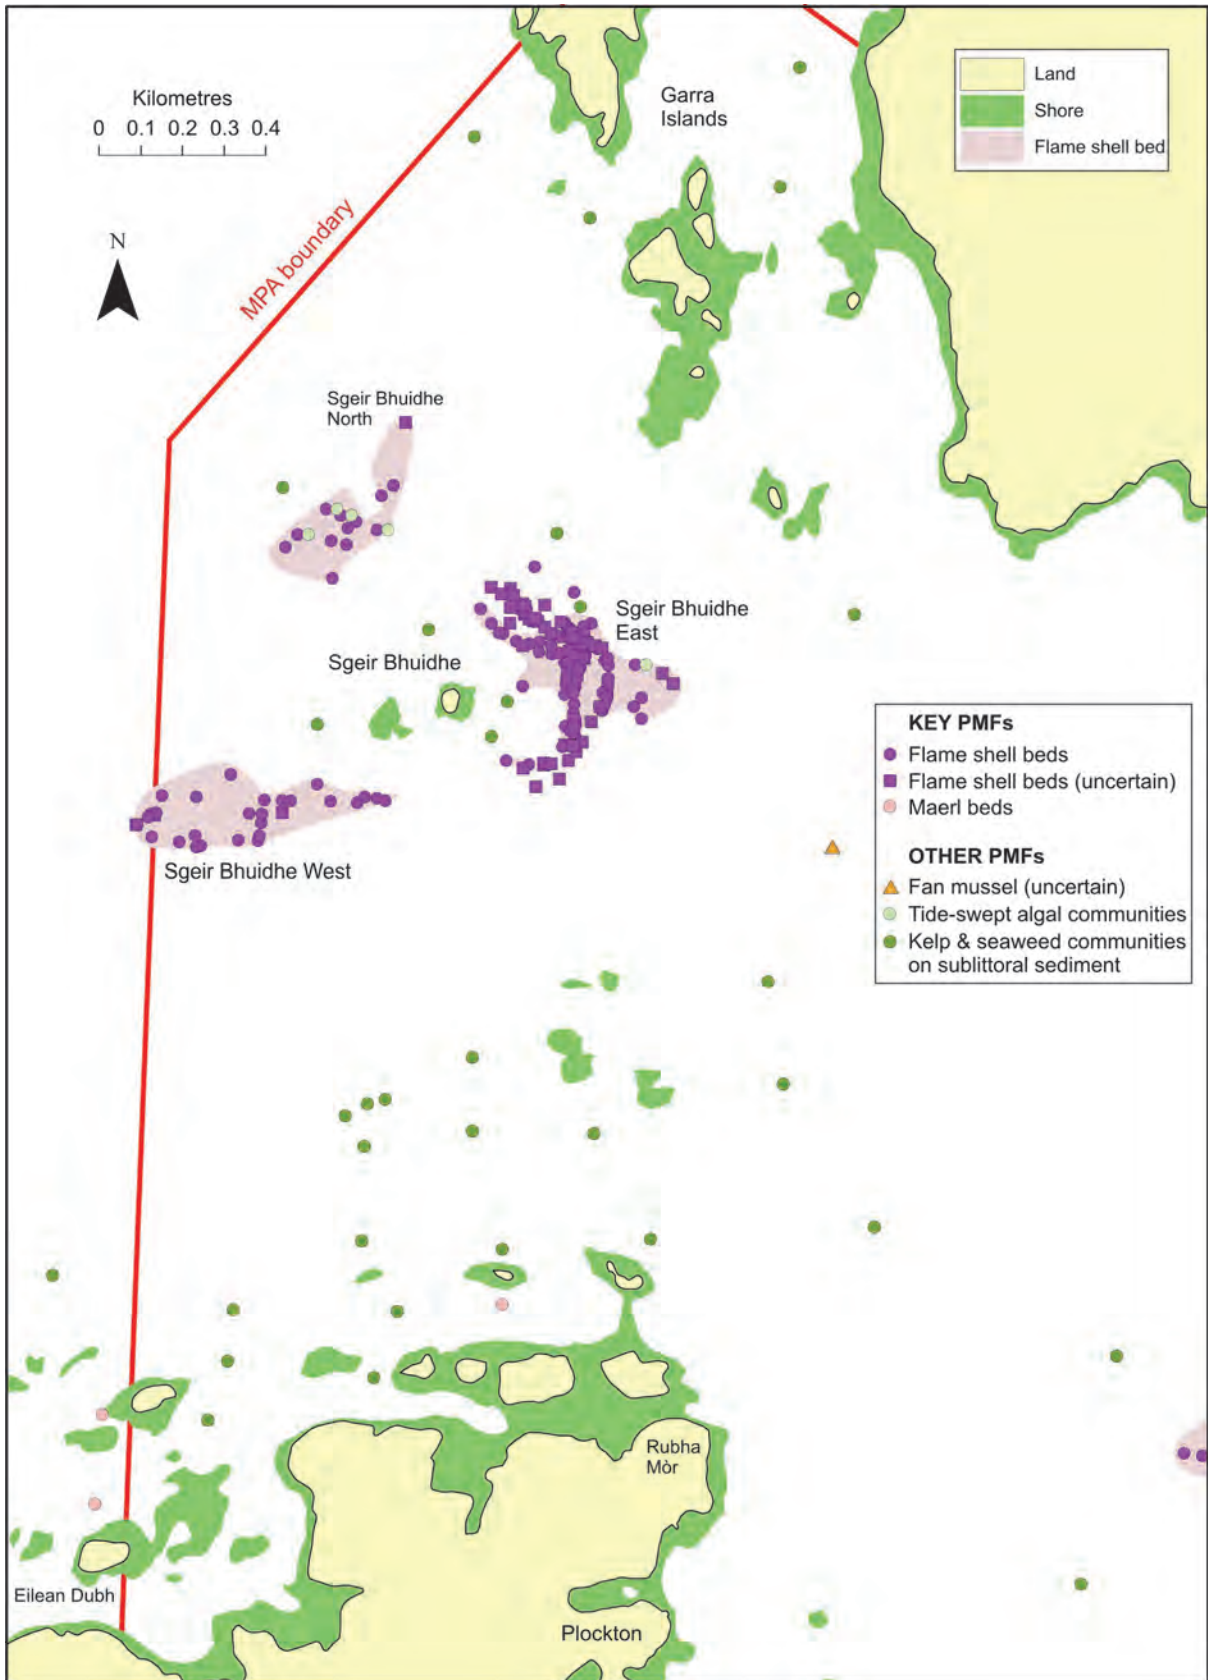 Kilometres
0 0.1 0.2 0.3 0.4
N
MPA boundary
Garra
Islands
Land
Shore
Flame shell bed
Sgeir Bhuidhe
North
Sgeir Bhuidhe
East
Sgeir Bhuidhe
Sgeir Bhuidhe West
KEY PMFs
Flame shell beds
Flame shell beds (uncertain)
Maerl beds
OTHER PMFs
Fan mussel (uncertain)
Tide-swept algal communities
Kelp & seaweed communities
on sublittoral sediment
Rubha
Mòr
Eilean Dubh
Plockton